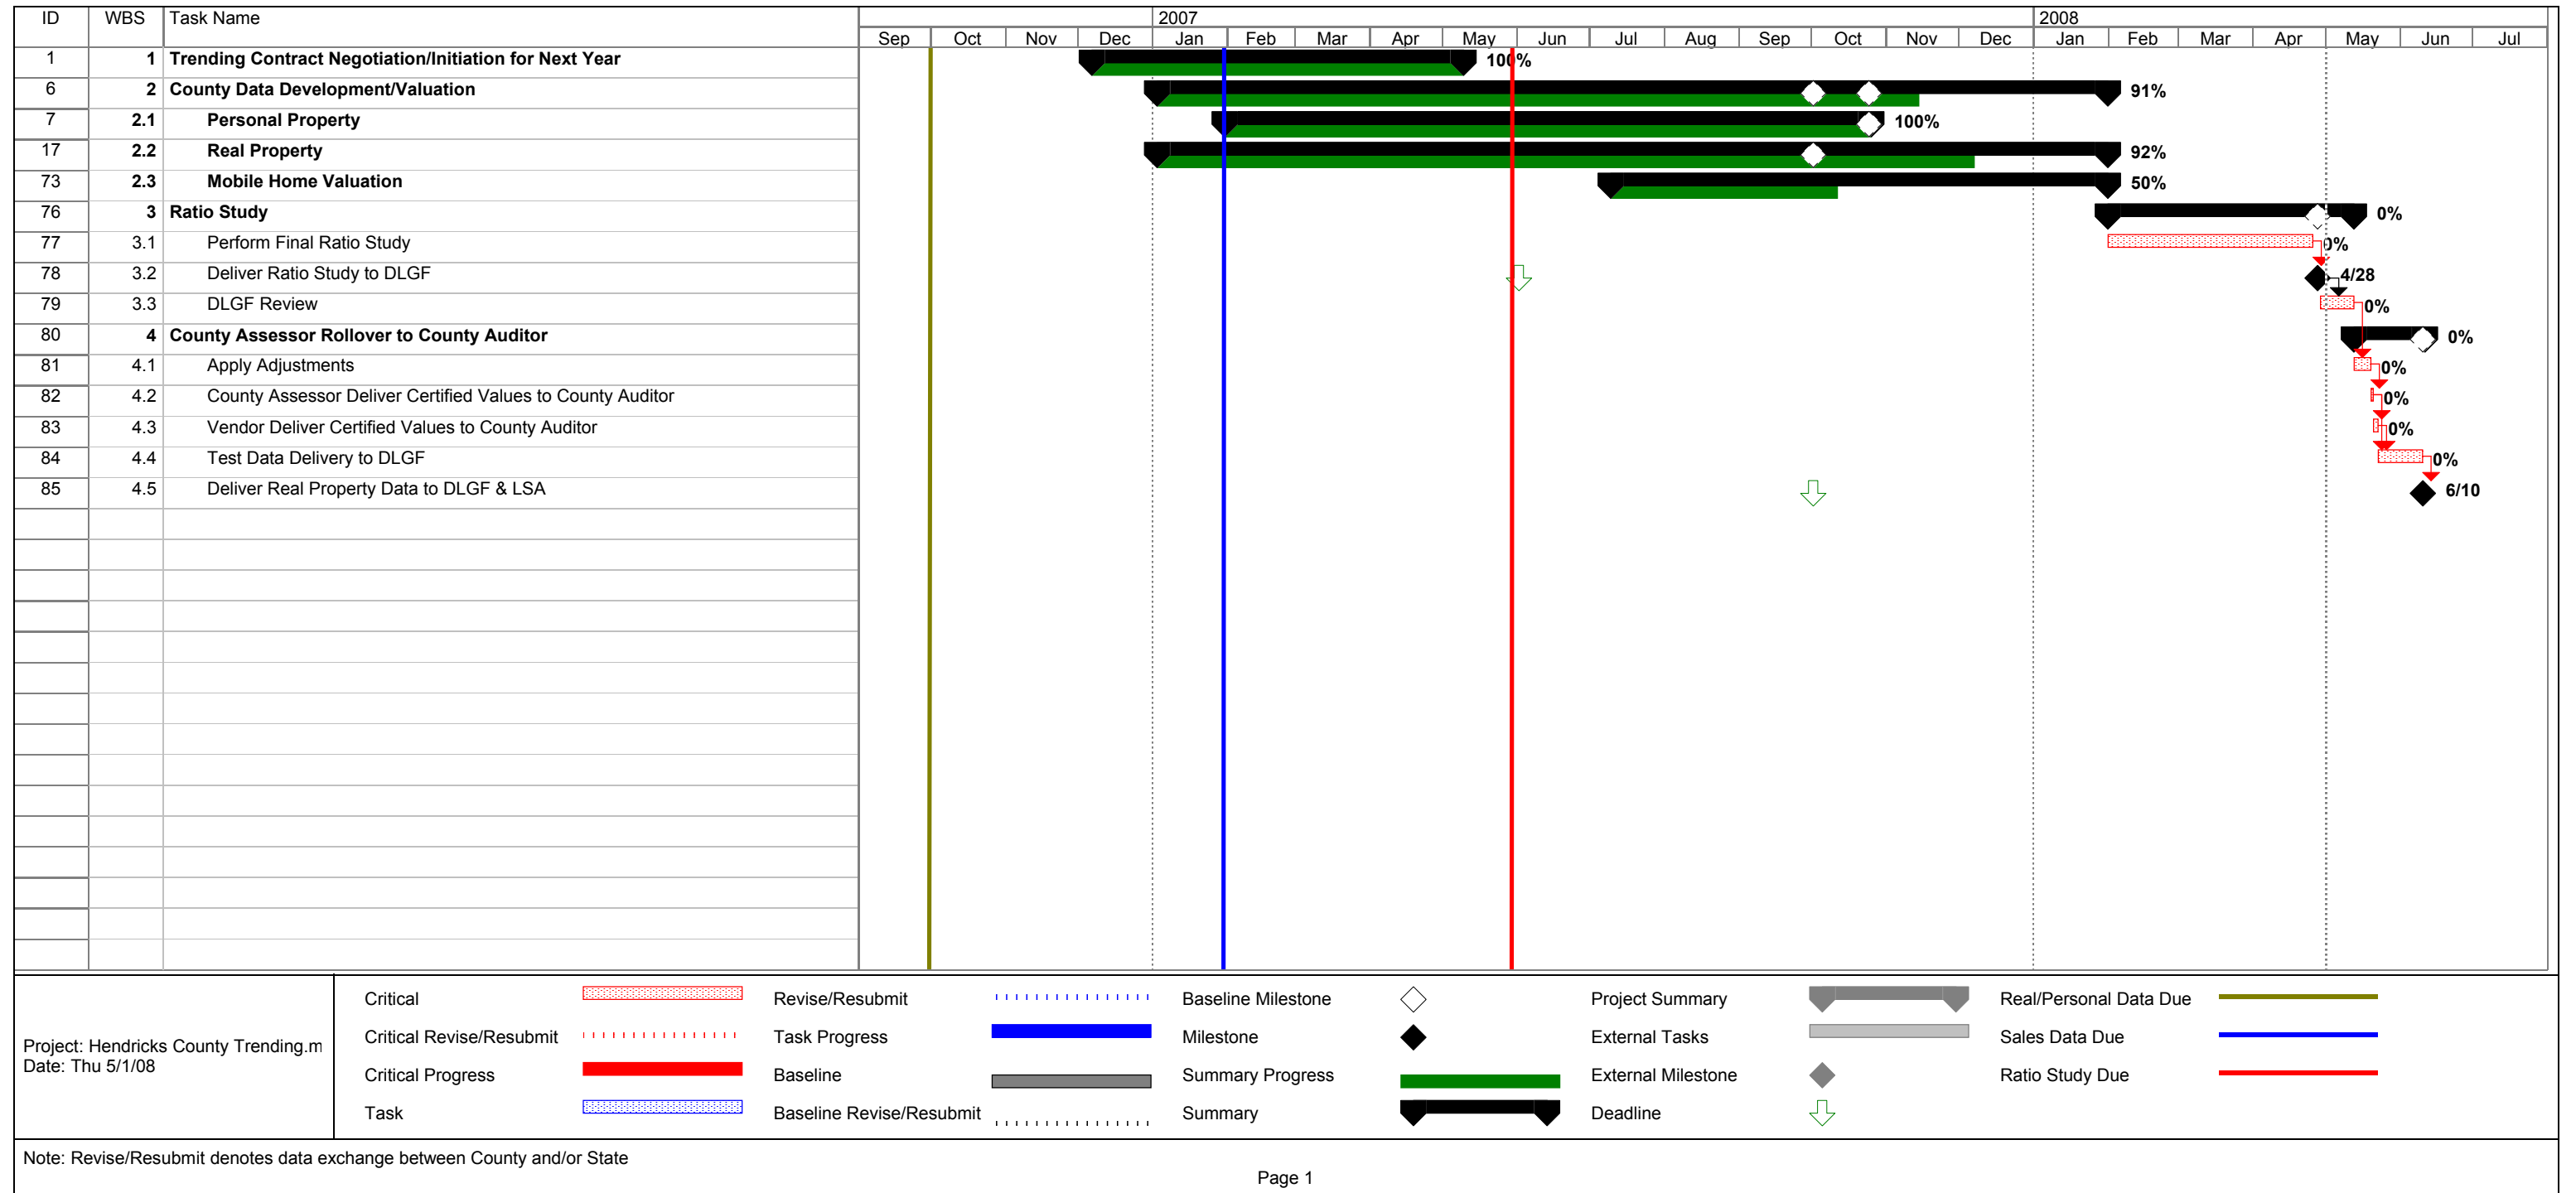 ID WBS Task Name 2007 2008
Sep Oct Nov Dec Jan Feb Mar Apr May Jun Jul Aug Sep Oct Nov Dec Jan Feb Mar Apr May Jun Jul
1 1 Trending Contract Negotiation/Initiation for Next Year 100%
6 2 County Data Development/Valuation 91%
7 2.1 Personal Property 100%
17 2.2 Real Property 92%
73 2.3 Mobile Home Valuation 50%
76 3 Ratio Study 0%
77 3.1 Perform Final Ratio Study 0%
78 3.2 Deliver Ratio Study to DLGF 4/28
79 3.3 DLGF Review 0%
80 4 County Assessor Rollover to County Auditor 0%
81 4.1 Apply Adjustments 0%
82 4.2 County Assessor Deliver Certified Values to County Auditor 0%
83 4.3 Vendor Deliver Certified Values to County Auditor 0%
84 4.4 Test Data Delivery to DLGF 0%
85 4.5 Deliver Real Property Data to DLGF & LSA 6/10
Project: Hendricks County Trending.m
Date: Thu 5/1/08
Critical
Critical Revise/Resubmit
Critical Progress
Task
Revise/Resubmit
Task Progress
Baseline
Baseline Revise/Resubmit
Baseline Milestone
Milestone
Summary Progress
Summary
Project Summary
External Tasks
External Milestone
Deadline
Real/Personal Data Due
Sales Data Due
Ratio Study Due
Note: Revise/Resubmit denotes data exchange between County and/or State
Page 1